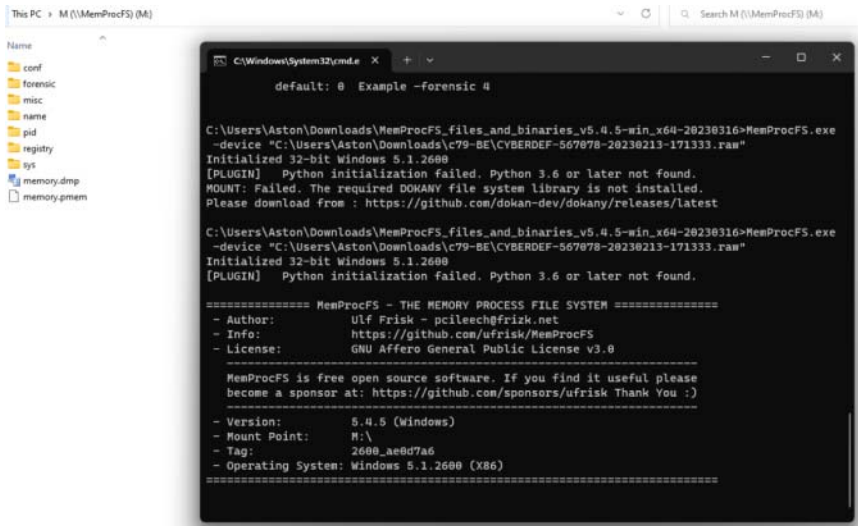 This PC › M (\\MemProcFS) (M:)
Search M (\\MemProcFS) (M:)
Name
conf
forensic
misc
name
pid
registry
sys
memory.dmp
memory.pmem
C:\Windows\System32\cmd.e
default: 0  Example -forensic 4
C:\Users\Aston\Downloads\MemProcFS_files_and_binaries_v5.4.5-win_x64-20230316>MemProcFS.exe
-device "C:\Users\Aston\Downloads\c79-BE\CYBERDEF-567078-20230213-171333.raw"
Initialized 32-bit Windows 5.1.2600
[PLUGIN]   Python initialization failed. Python 3.6 or later not found.
MOUNT: Failed. The required DOKANY file system library is not installed.
Please download from : https://github.com/dokan-dev/dokany/releases/latest
C:\Users\Aston\Downloads\MemProcFS_files_and_binaries_v5.4.5-win_x64-20230316>MemProcFS.exe
-device "C:\Users\Aston\Downloads\c79-BE\CYBERDEF-567078-20230213-171333.raw"
Initialized 32-bit Windows 5.1.2600
[PLUGIN]   Python initialization failed. Python 3.6 or later not found.
=============== MemProcFS - THE MEMORY PROCESS FILE SYSTEM ===============
- Author:           Ulf Frisk - pcileech@frizk.net
- Info:             https://github.com/ufrisk/MemProcFS
- License:          GNU Affero General Public License v3.0
---------------------------------------------------------------------
MemProcFS is free open source software. If you find it useful please
become a sponsor at: https://github.com/sponsors/ufrisk Thank You :)
---------------------------------------------------------------------
- Version:          5.4.5 (Windows)
- Mount Point:      M:\
- Tag:              2600_ae0d7a6
- Operating System: Windows 5.1.2600 (X86)
==========================================================================